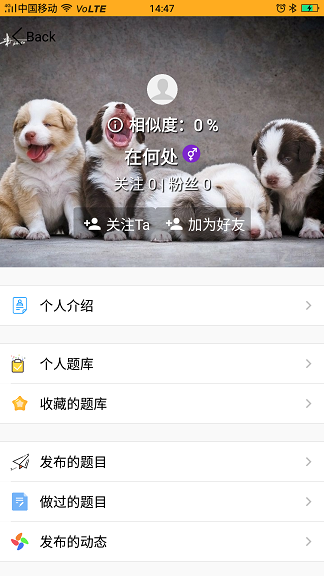 中国移动 VoLTE 14:47
Back
相似度：0 %
在何处
关注 0 | 粉丝 0
关注Ta 加为好友
个人介绍
个人题库
收藏的题库
发布的题目
做过的题目
发布的动态